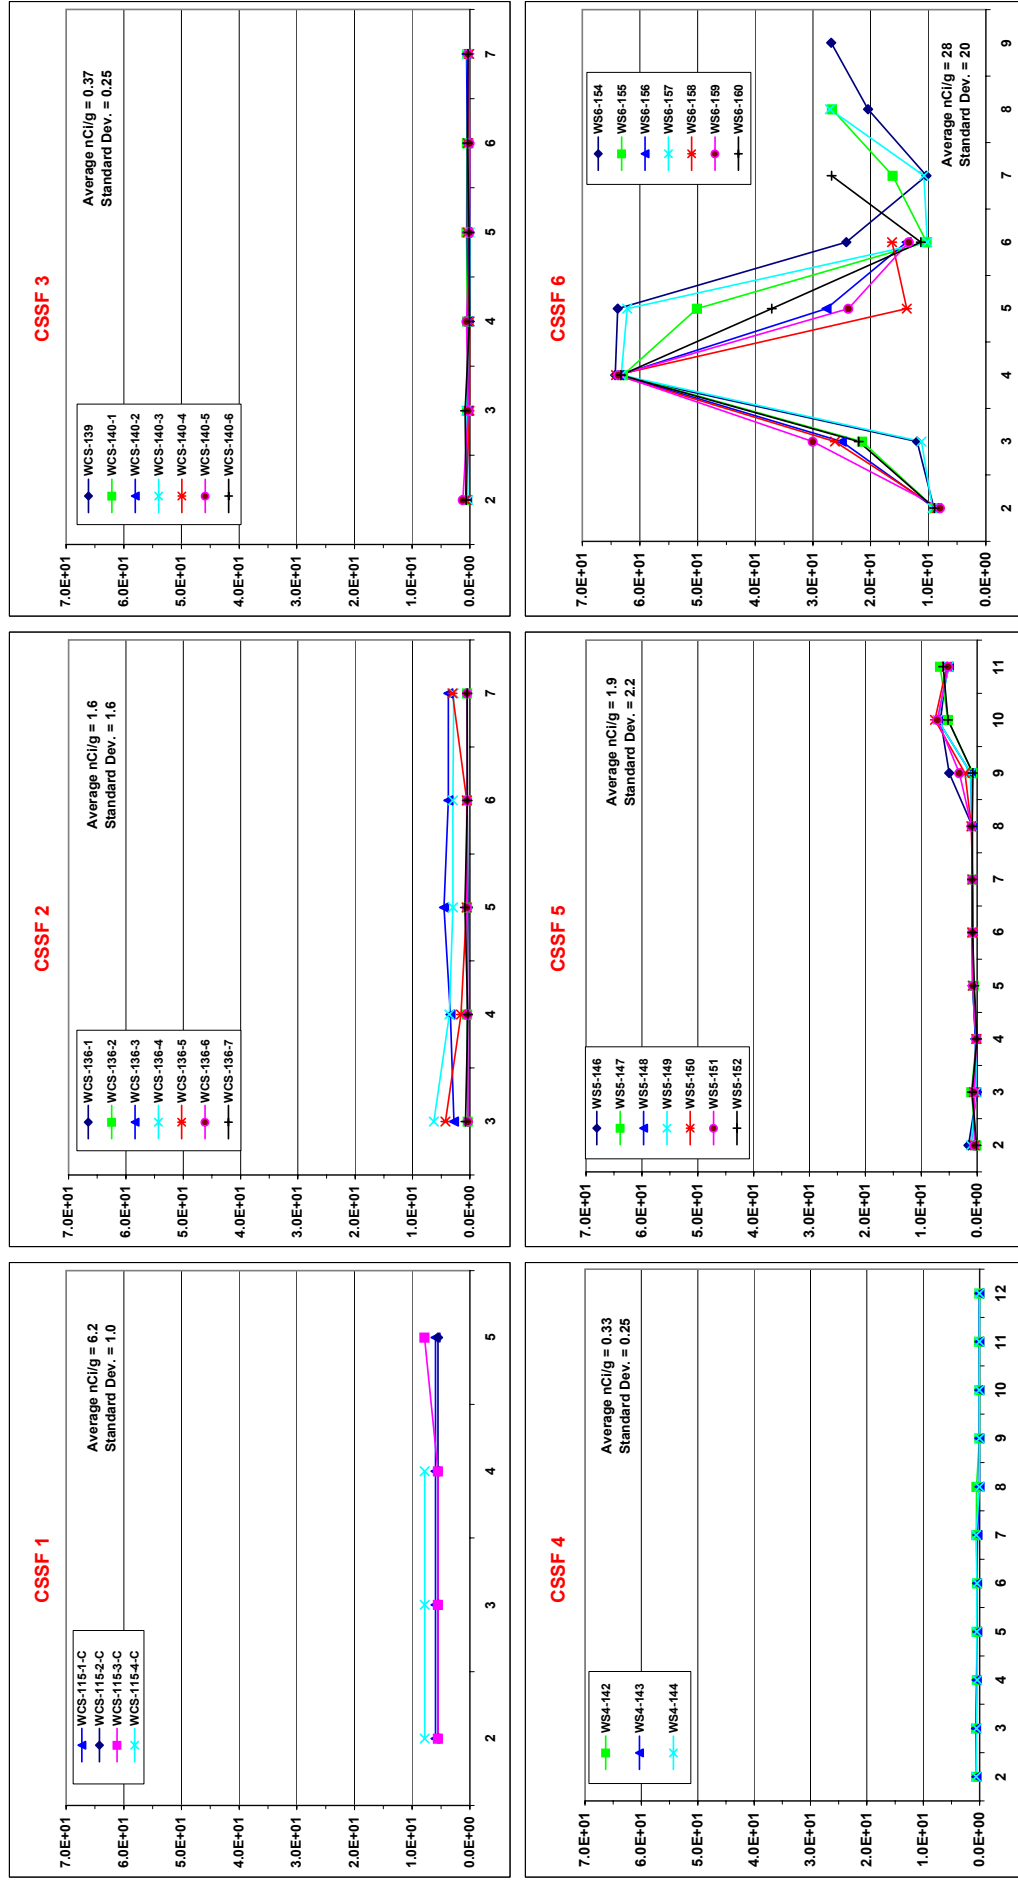 CSSF 1
7.0E+01
6.0E+01
5.0E+01
4.0E+01
3.0E+01
2.0E+01
1.0E+01
0.0E+00
2 3 4 5
WCS-115-1-C
WCS-115-2-C
WCS-115-3-C
WCS-115-4-C
Average nCi/g = 6.2
Standard Dev. = 1.0
CSSF 2
7.0E+01
6.0E+01
5.0E+01
4.0E+01
3.0E+01
2.0E+01
1.0E+01
0.0E+00
3 4 5 6 7
WCS-136-1
WCS-136-2
WCS-136-3
WCS-136-4
WCS-136-5
WCS-136-6
WCS-136-7
Average nCi/g = 1.6
Standard Dev. = 1.6
CSSF 3
7.0E+01
6.0E+01
5.0E+01
4.0E+01
3.0E+01
2.0E+01
1.0E+01
0.0E+00
2 3 4 5 6 7
WCS-139
WCS-140-1
WCS-140-2
WCS-140-3
WCS-140-4
WCS-140-5
WCS-140-6
Average nCi/g = 0.37
Standard Dev. = 0.25
CSSF 4
7.0E+01
6.0E+01
5.0E+01
4.0E+01
3.0E+01
2.0E+01
1.0E+01
0.0E+00
2 3 4 5 6 7 8 9 10 11 12
WS4-142
WS4-143
WS4-144
Average nCi/g = 0.33
Standard Dev. = 0.25
CSSF 5
7.0E+01
6.0E+01
5.0E+01
4.0E+01
3.0E+01
2.0E+01
1.0E+01
0.0E+00
2 3 4 5 6 7 8 9 10 11
WS5-146
WS5-147
WS5-148
WS5-149
WS5-150
WS5-151
WS5-152
Average nCi/g = 1.9
Standard Dev. = 2.2
CSSF 6
7.0E+01
6.0E+01
5.0E+01
4.0E+01
3.0E+01
2.0E+01
1.0E+01
0.0E+00
2 3 4 5 6 7 8 9
WS6-154
WS6-155
WS6-156
WS6-157
WS6-158
WS6-159
WS6-160
Average nCi/g = 28
Standard Dev. = 20